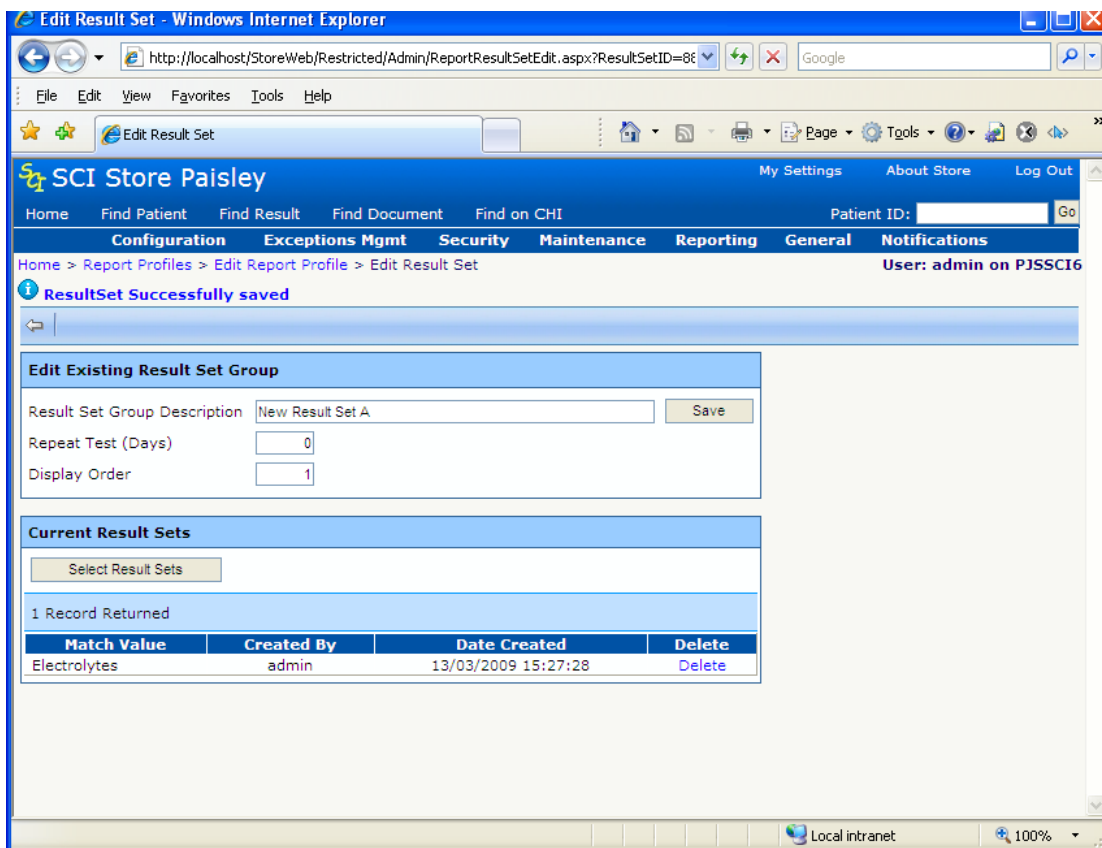 Edit Result Set - Windows Internet Explorer
http://localhost/StoreWeb/Restricted/Admin/ReportResultSetEdit.aspx?ResultSetID=88
Google
File Edit View Favorites Tools Help
Edit Result Set
Page Tools
SCI Store Paisley
My Settings About Store Log Out
Home Find Patient Find Result Find Document Find on CHI Patient ID: Go
Configuration Exceptions Mgmt Security Maintenance Reporting General Notifications
Home > Report Profiles > Edit Report Profile > Edit Result Set User: admin on PJSSCI6
ResultSet Successfully saved
Edit Existing Result Set Group
Result Set Group Description New Result Set A Save
Repeat Test (Days) 0
Display Order 1
Current Result Sets
Select Result Sets
1 Record Returned
Match Value Created By Date Created Delete
Electrolytes admin 13/03/2009 15:27:28 Delete
Local intranet 100%